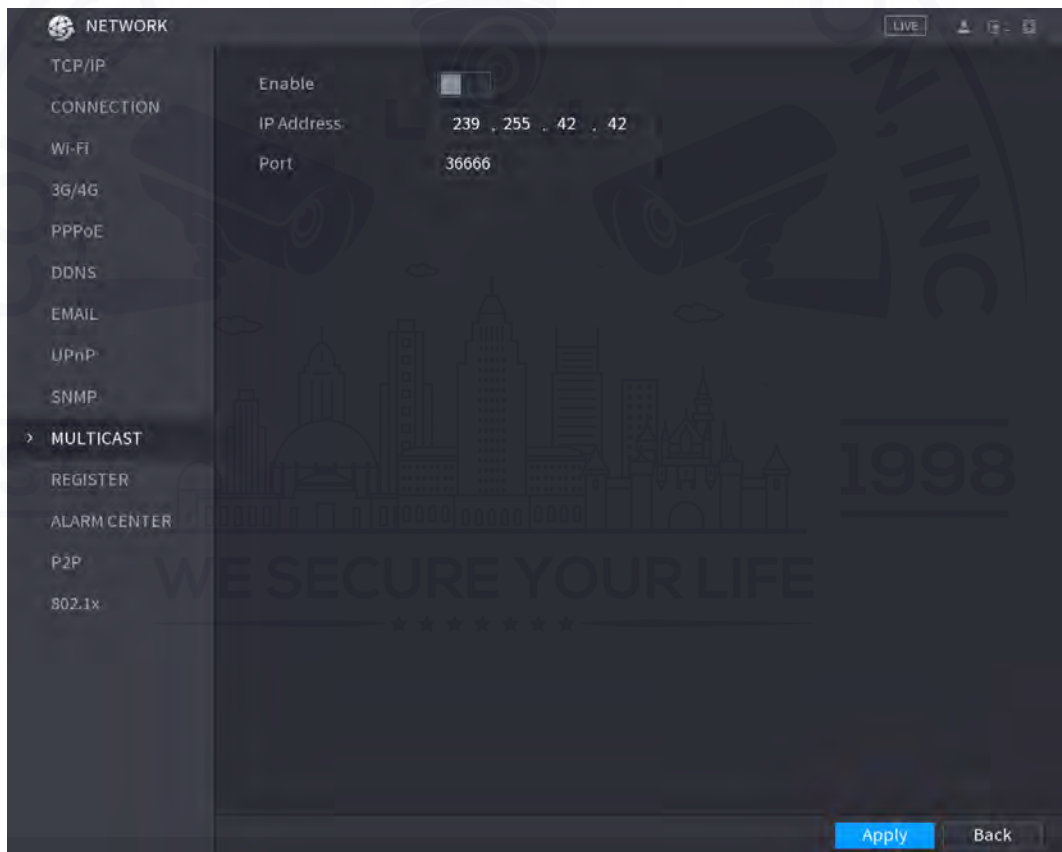 NETWORK
LIVE
TCP/IP
CONNECTION
Wi-Fi
3G/4G
PPPoE
DDNS
EMAIL
UPnP
SNMP
MULTICAST
REGISTER
ALARM CENTER
P2P
802.1x
Enable
IP Address 239 . 255 . 42 . 42
Port 36666
1998
WE SECURE YOUR LIFE
Apply Back